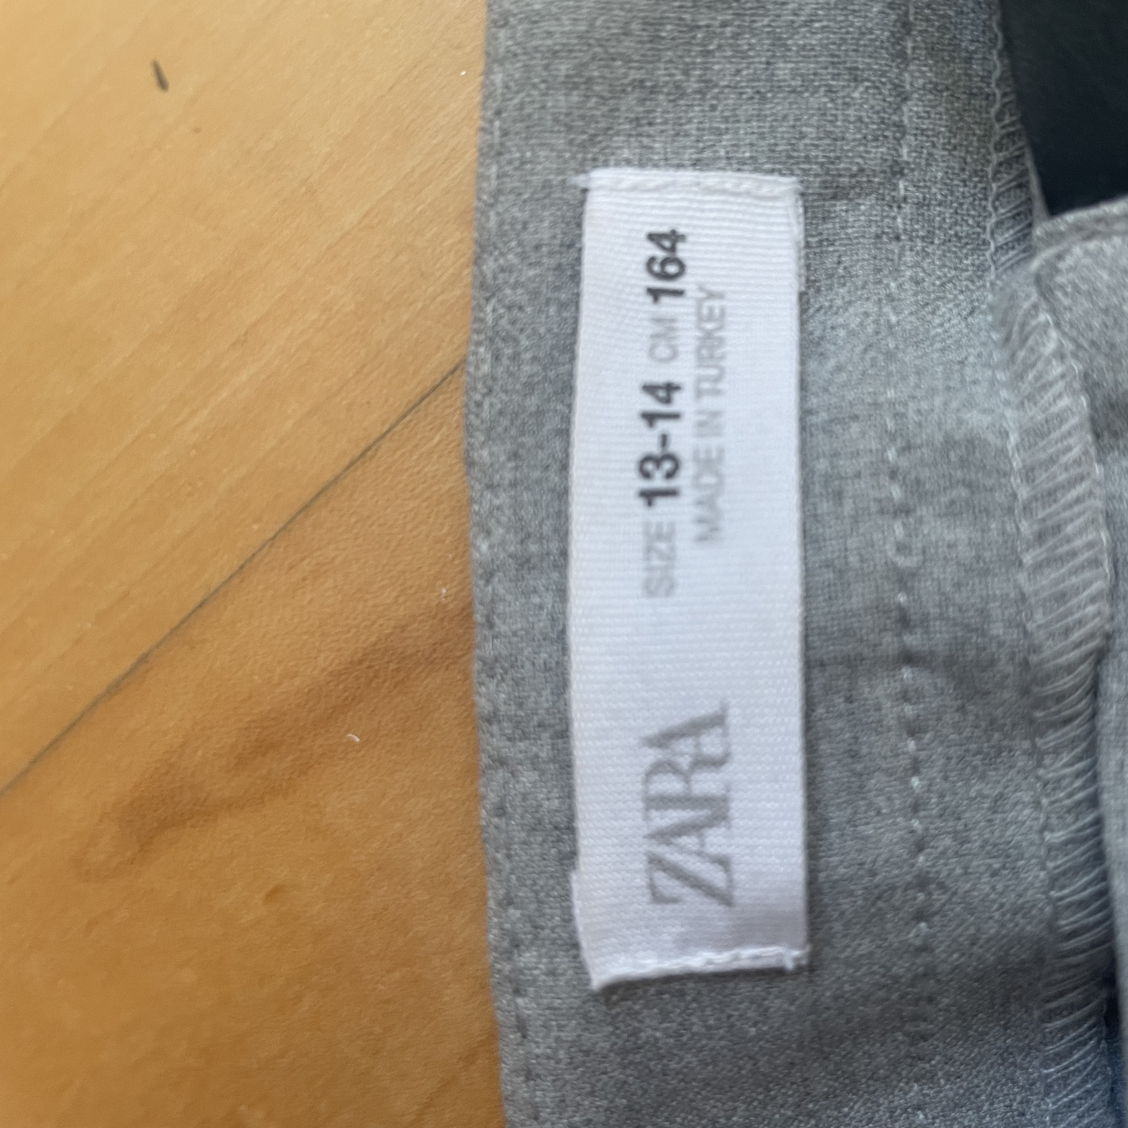 ZARA
SIZE 13-14 CM 164
MADE IN TURKEY